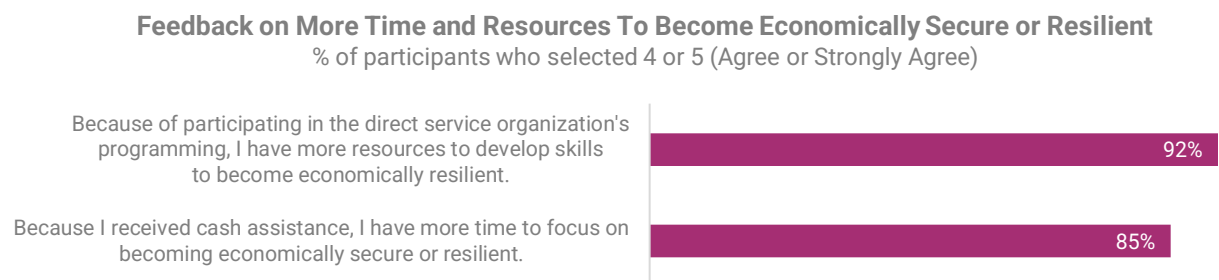 Feedback on More Time and Resources To Become Economically Secure or Resilient
% of participants who selected 4 or 5 (Agree or Strongly Agree)
Because of participating in the direct service organization's
programming, I have more resources to develop skills
to become economically resilient.
92%
Because I received cash assistance, I have more time to focus on
becoming economically secure or resilient.
85%